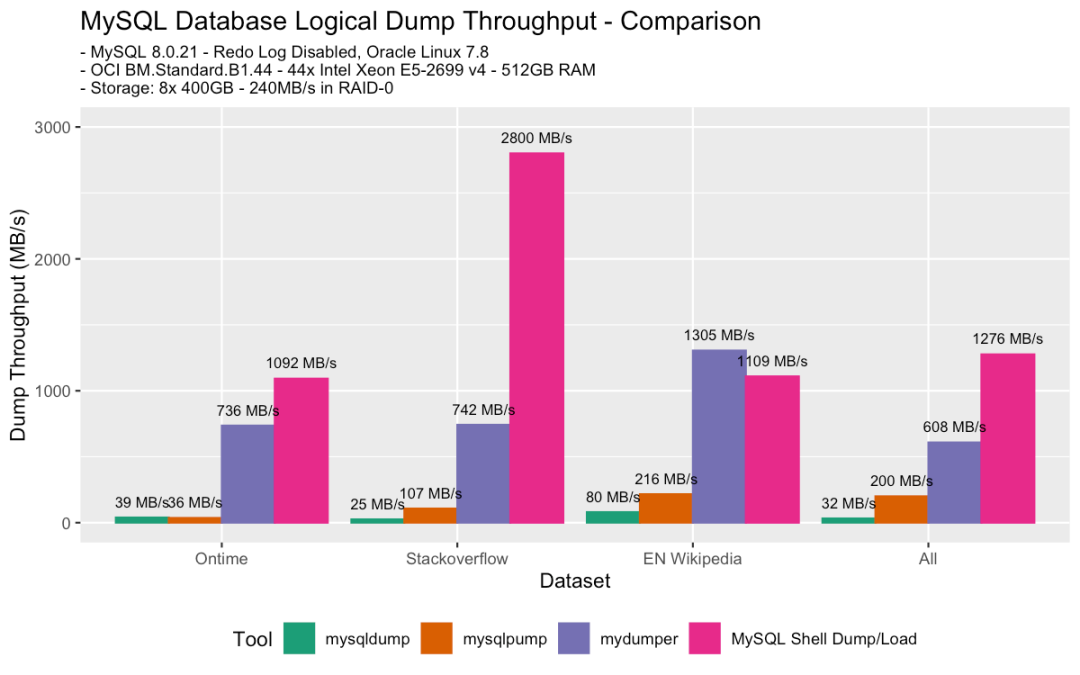 MySQL Database Logical Dump Throughput - Comparison
- MySQL 8.0.21 - Redo Log Disabled, Oracle Linux 7.8
- OCI BM.Standard.B1.44 - 44x Intel Xeon E5-2699 v4 - 512GB RAM
- Storage: 8x 400GB - 240MB/s in RAID-0
Dump Throughput (MB/s)
3000
2000
1000
0
39 MB/s
36 MB/s
736 MB/s
1092 MB/s
25 MB/s
107 MB/s
742 MB/s
2800 MB/s
80 MB/s
216 MB/s
1305 MB/s
1109 MB/s
32 MB/s
200 MB/s
608 MB/s
1276 MB/s
Ontime
Stackoverflow
EN Wikipedia
All
Dataset
Tool
mysqldump
mysqlpump
mydumper
MySQL Shell Dump/Load